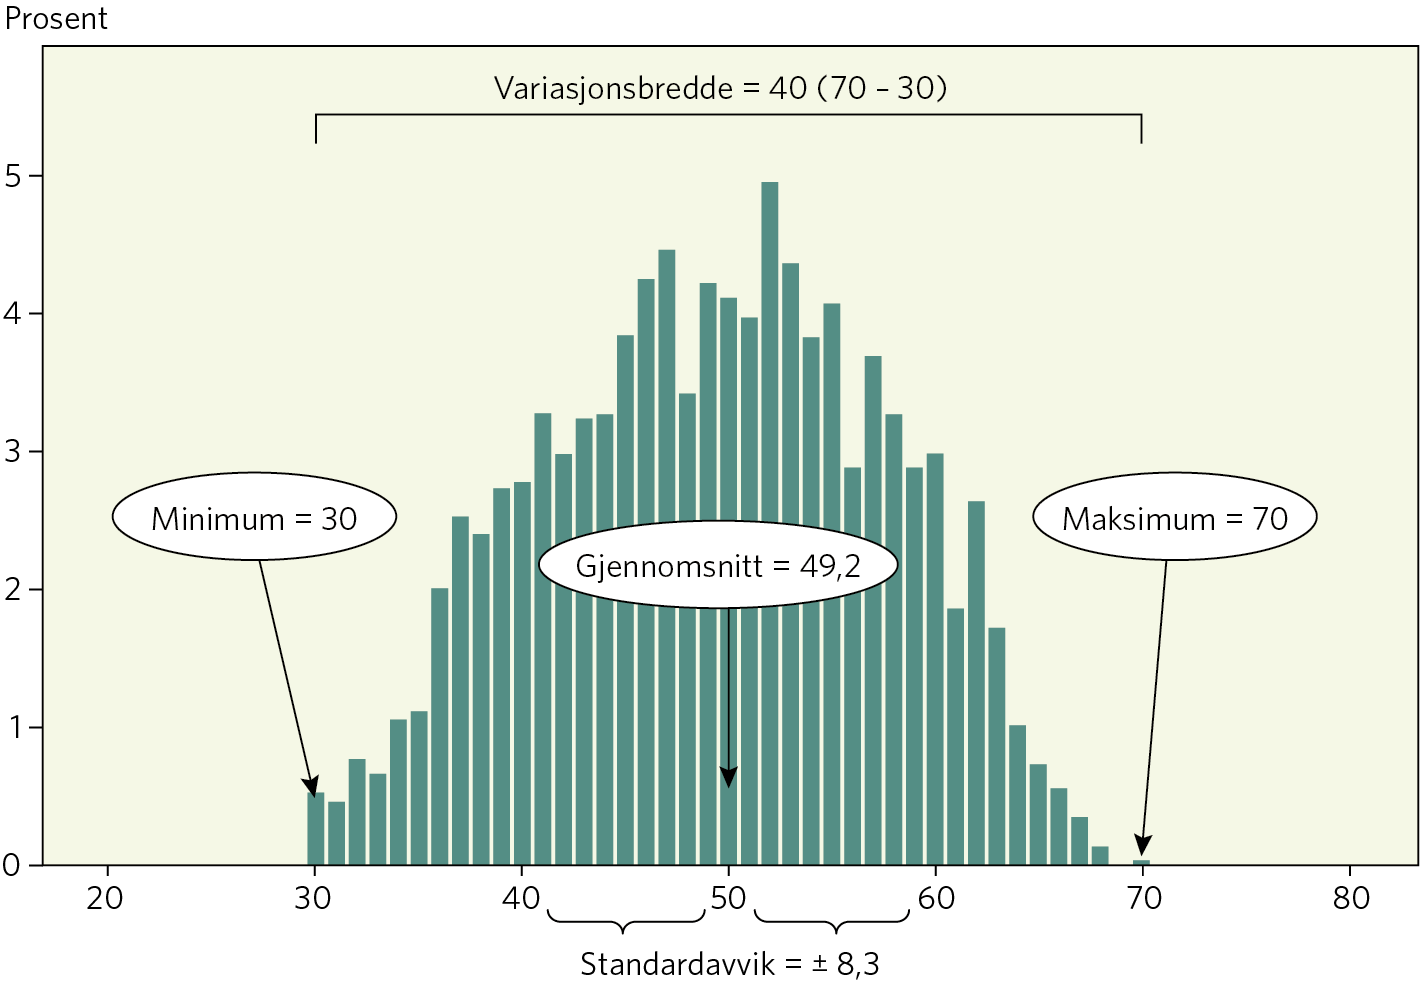 Prosent
Variasjonsbredde = 40 (70 – 30)
5
4
3
2
1
0
Minimum = 30
Gjennomsnitt = 49,2
Maksimum = 70
20 30 40 50 60 70 80
Standardavvik = ± 8,3